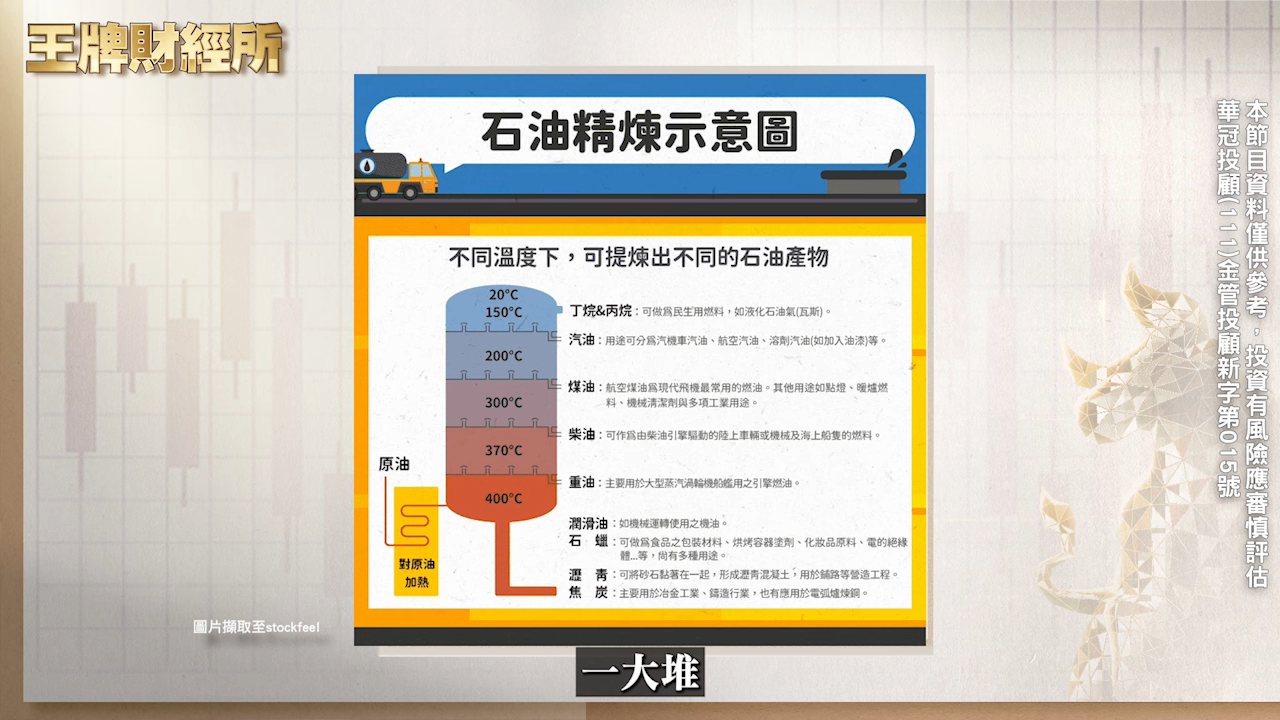 王牌財經所
石油精煉示意圖
不同溫度下，可提煉出不同的石油產物
20°C
150°C
200°C
300°C
370°C
400°C
原油
對原油
加熱
丁烷&丙烷：可做為民生用燃料，如液化石油氣(瓦斯)。
汽油：用途可分為汽機車汽油、航空汽油、溶劑汽油(如加入油漆)等。
煤油：航空煤油為現代飛機最常用的燃油。其他用途如點燈、暖爐燃
料、機械清潔劑與多項工業用途。
柴油：可作為由柴油引擎驅動的陸上車輛或機械及海上船隻的燃料。
重油：主要用於大型蒸汽渦輪機船艦用之引擎燃油。
潤滑油：如機械運轉使用之機油。
石　蠟：可做為食品之包裝材料、烘烤容器塗劑、化妝品原料、電的絕緣
體...等，尚有多種用途。
瀝　青：可將砂石黏著在一起，形成瀝青混凝土，用於鋪路等營造工程。
焦　炭：主要用於冶金工業、鑄造行業，也有應用於電弧爐煉鋼。
圖片擷取至stockfeel
一大堆
本節目資料僅供參考，投資有風險應審慎評估
華冠投顧(111)金管投顧新字第015號